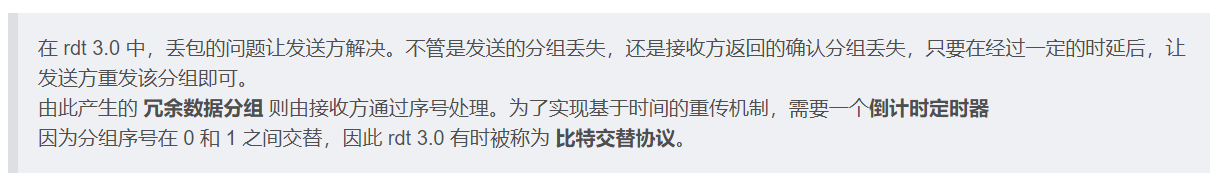 在 rdt 3.0 中，丢包的问题让发送方解决。不管是发送的分组丢失，还是接收方返回的确认分组丢失，只要在经过一定的时延后，让
发送方重发该分组即可。
由此产生的 冗余数据分组 则由接收方通过序号处理。为了实现基于时间的重传机制，需要一个倒计时定时器
因为分组序号在 0 和 1 之间交替，因此 rdt 3.0 有时被称为 比特交替协议。